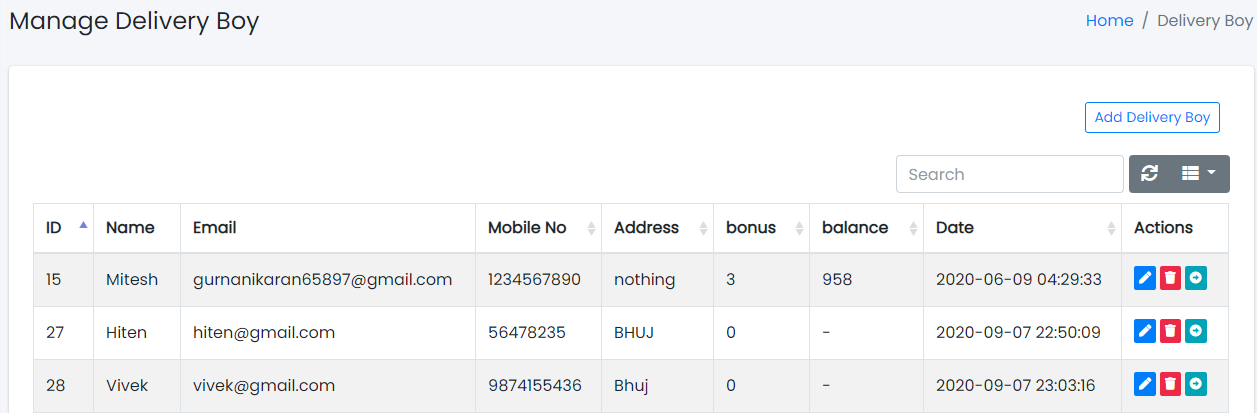 Manage Delivery Boy
Home / Delivery Boy
Add Delivery Boy
Search
ID Name Email Mobile No Address bonus balance Date Actions
15 Mitesh gurnanikaran65897@gmail.com 1234567890 nothing 3 958 2020-06-09 04:29:33
27 Hiten hiten@gmail.com 56478235 BHUJ 0 - 2020-09-07 22:50:09
28 Vivek vivek@gmail.com 9874155436 Bhuj 0 - 2020-09-07 23:03:16